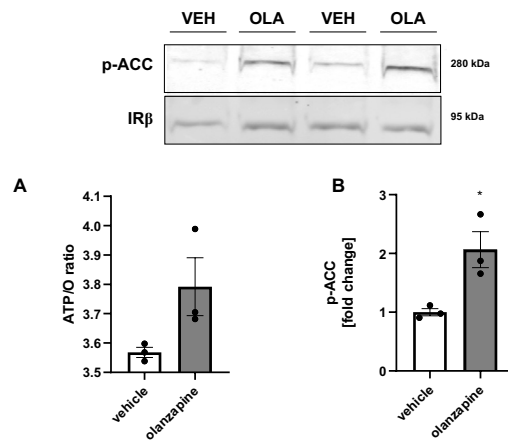 VEH OLA VEH OLA
p-ACC 280 kDa
IRβ 95 kDa
A
ATP/O ratio
4.1
4.0
3.9
3.8
3.7
3.6
3.5
vehicle
olanzapine
B
p-ACC
[fold change]
3
2
1
0
*
vehicle
olanzapine